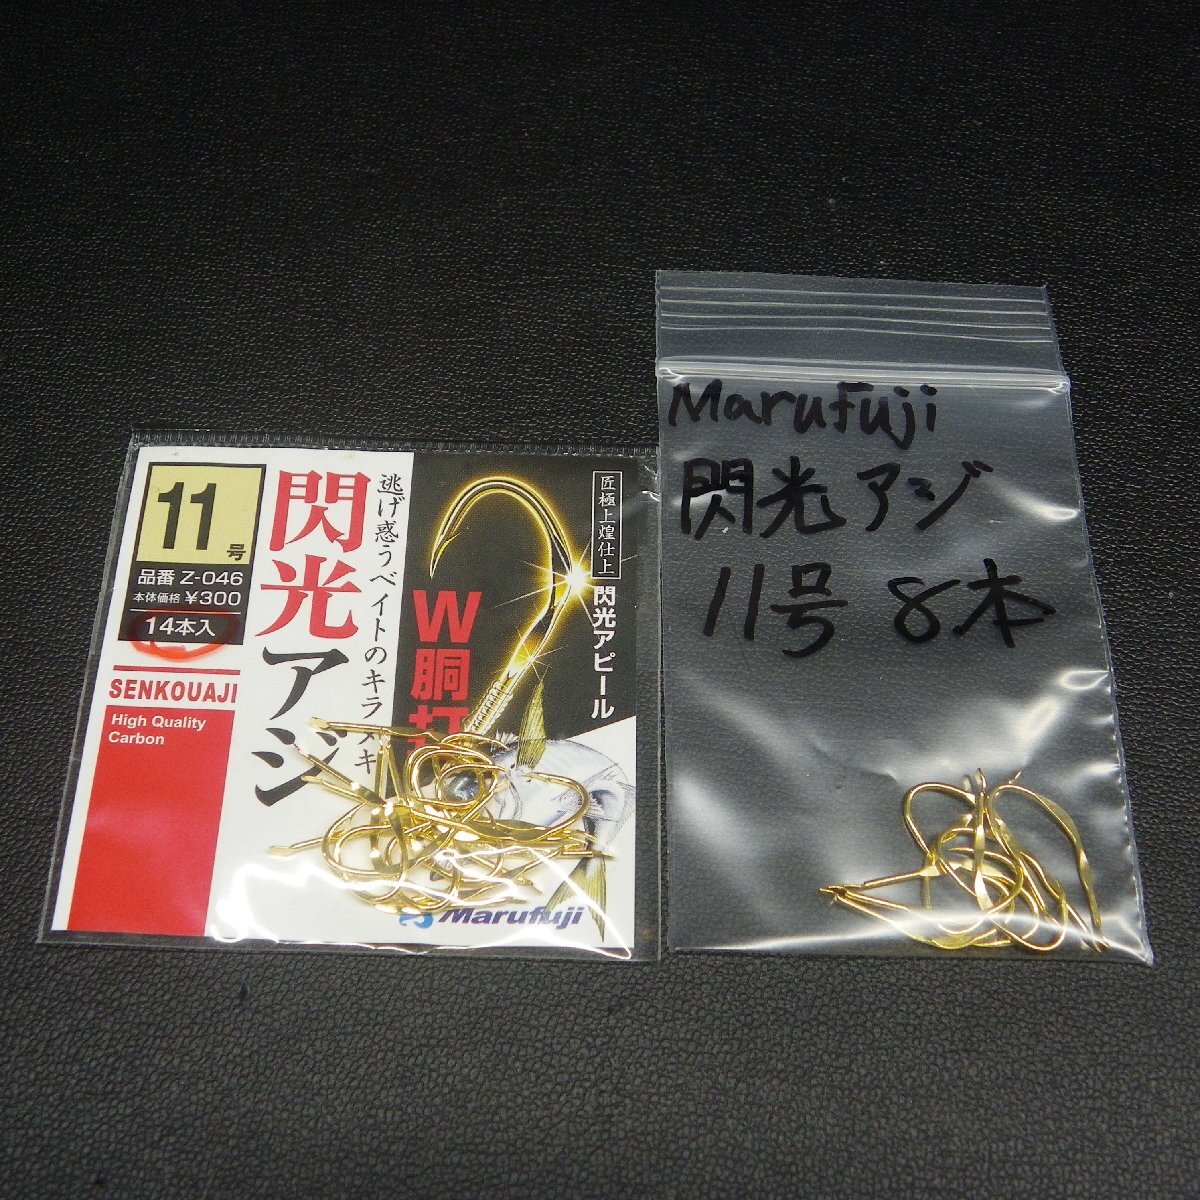 11号
品番 Z-046
本体価格 ¥300
14本入
SENKOUAJI
High Quality
Carbon
閃光アジ
逃げ惑うベイトのキラメキ
W胴打
匠極上煌仕上
閃光アピール
Marufuji
Marufuji
閃光アジ
11号 8本